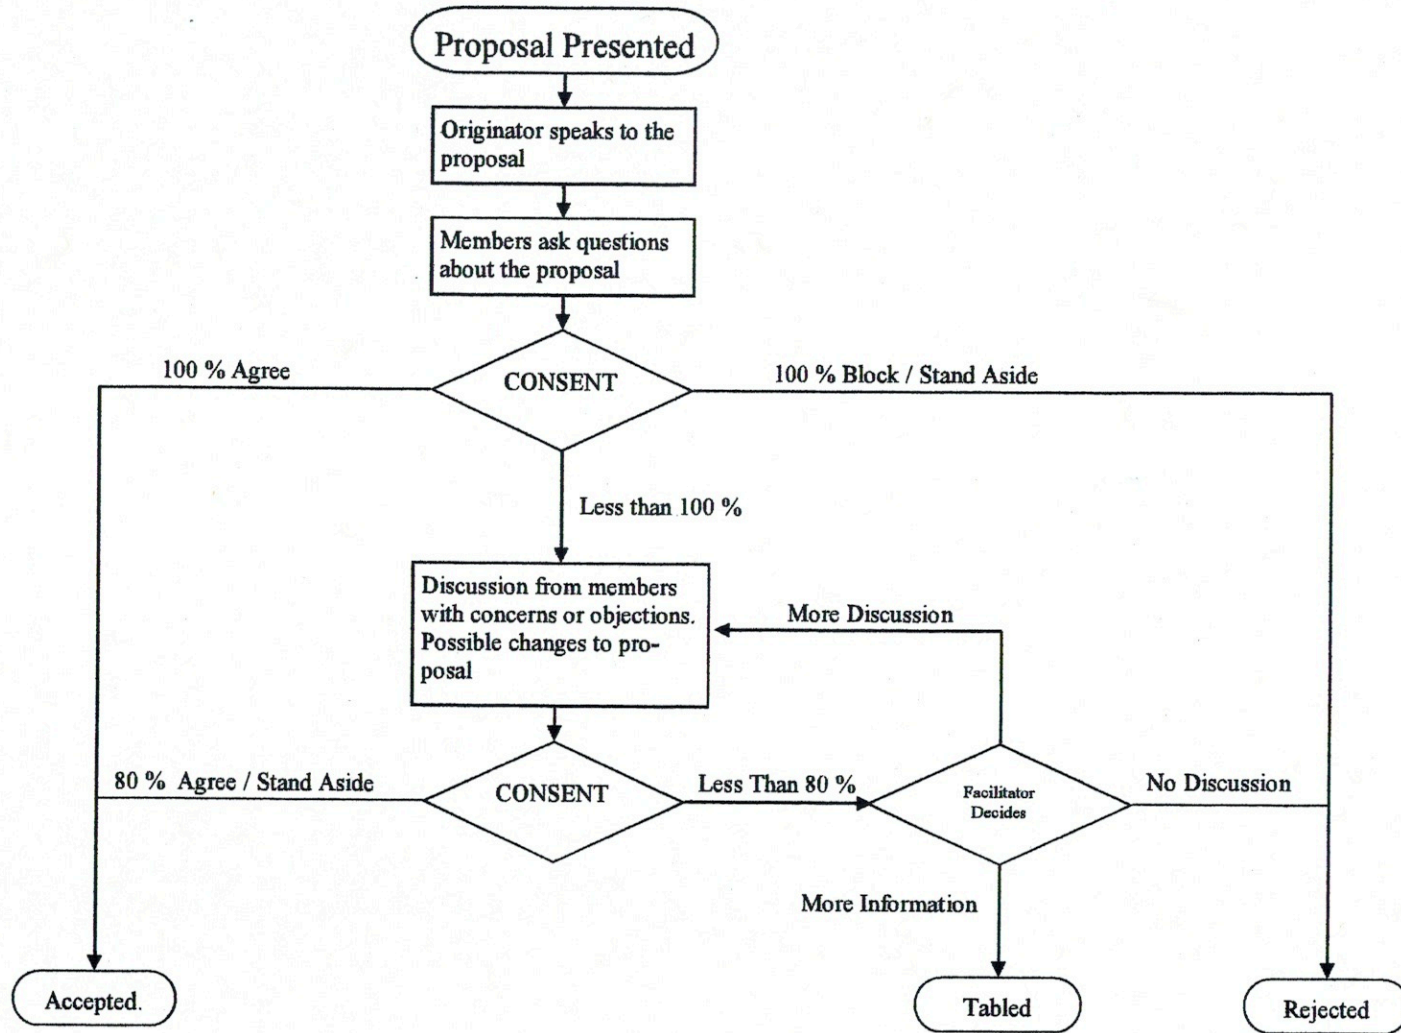 Proposal Presented
Originator speaks to the
proposal
Members ask questions
about the proposal
100 % Agree
CONSENT
100 % Block / Stand Aside
Less than 100 %
Discussion from members
with concerns or objections.
Possible changes to pro-
posal
More Discussion
80 % Agree / Stand Aside
CONSENT
Less Than 80 %
Facilitator
Decides
No Discussion
More Information
Accepted.
Tabled
Rejected